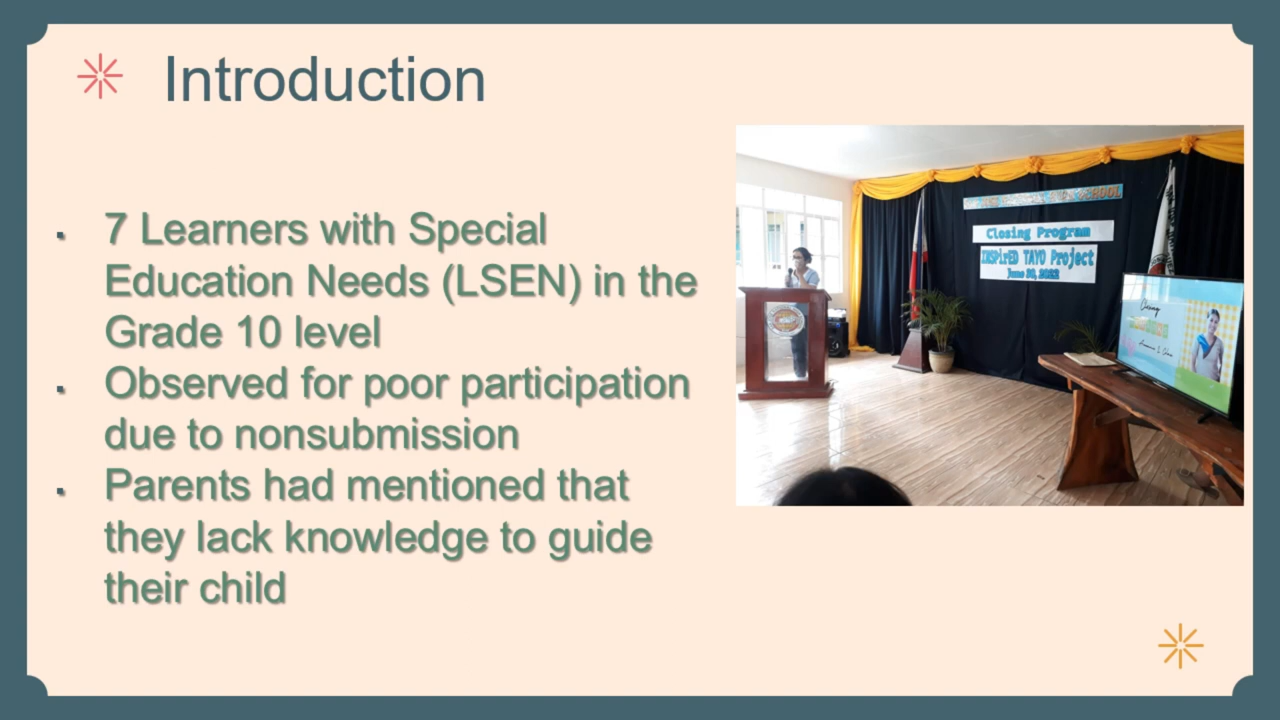 Introduction
▪ 7 Learners with Special
Education Needs (LSEN) in the
Grade 10 level
▪ Observed for poor participation
due to nonsubmission
▪ Parents had mentioned that
they lack knowledge to guide
their child
SCHOOL
Closing Program
INSPirED TAYO Project
June 30, 2022
Closing